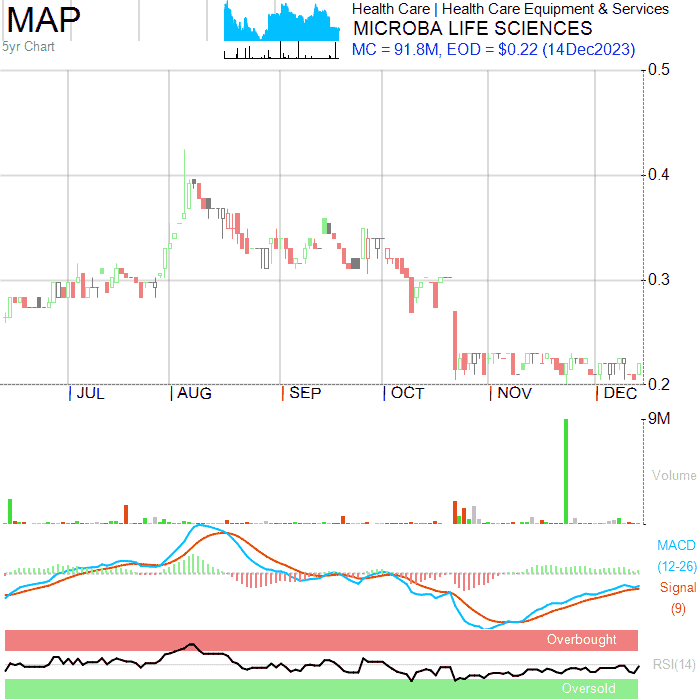 MAP
5yr Chart
Health Care | Health Care Equipment & Services
MICROBA LIFE SCIENCES
MC = 91.8M, EOD = $0.22 (14Dec2023)
0.5
0.4
0.3
0.2
JUL AUG SEP OCT NOV DEC
9M
Volume
MACD
(12-26)
Signal
(9)
Overbought
RSI(14)
Oversold